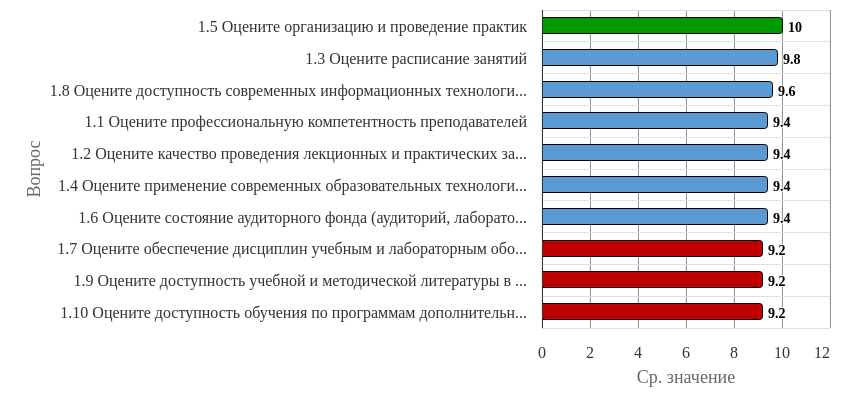 1.5 Оцените организацию и проведение практик 10
1.3 Оцените расписание занятий 9.8
1.8 Оцените доступность современных информационных технологи... 9.6
1.1 Оцените профессиональную компетентность преподавателей 9.4
1.2 Оцените качество проведения лекционных и практических за... 9.4
1.4 Оцените применение современных образовательных технологи... 9.4
1.6 Оцените состояние аудиторного фонда (аудиторий, лаборато... 9.4
1.7 Оцените обеспечение дисциплин учебным и лабораторным обо... 9.2
1.9 Оцените доступность учебной и методической литературы в ... 9.2
1.10 Оцените доступность обучения по программам дополнительн... 9.2
Вопрос
0 2 4 6 8 10 12
Ср. значение